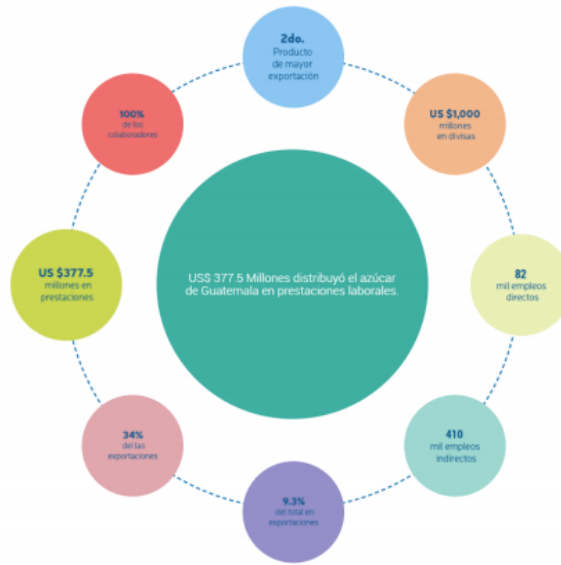 2do.
Producto
de mayor
exportación
US $1,000
millones
en divisas
82
mil empleos
directos
410
mil empleos
indirectos
9.3%
del total en
exportaciones
34%
del las
exportaciones
US $377.5
millones en
prestaciones
100%
de los
colaboradores
US$ 377.5 Millones distribuyó el azúcar
de Guatemala en prestaciones laborales.